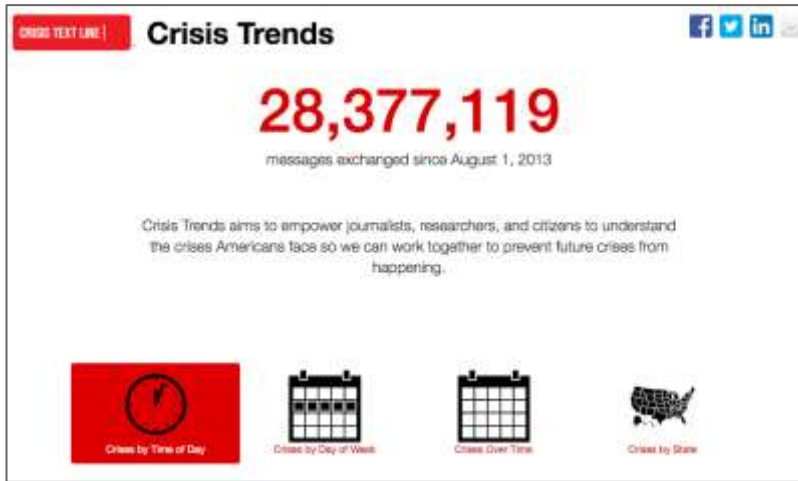 CRISIS TEXT LINE |
Crisis Trends
28,377,119
messages exchanged since August 1, 2013
Crisis Trends aims to empower journalists, researchers, and citizens to understand
the crises Americans face so we can work together to prevent future crises from
happening.
Crises by Time of Day
Crises by Day of Week
Crises Over Time
Crises by State